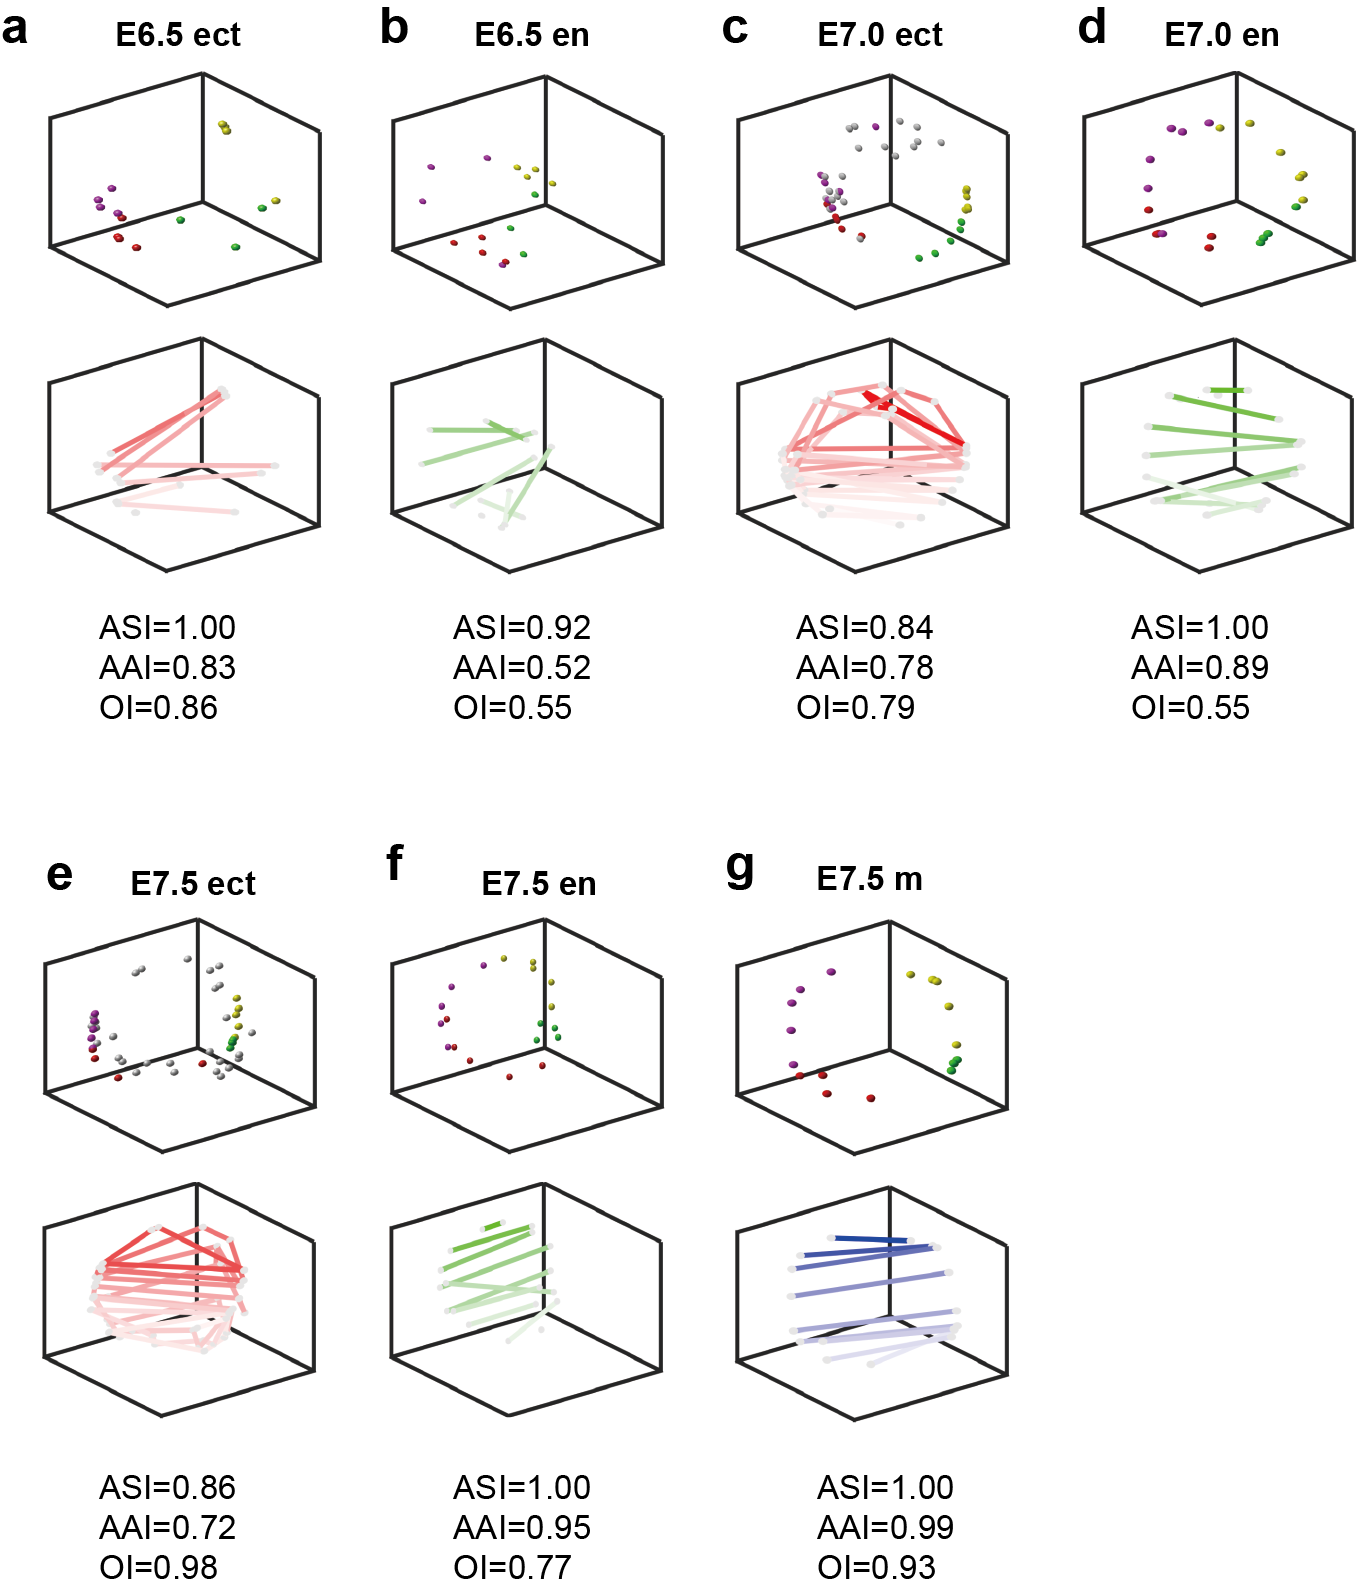 a
E6.5 ect
b
E6.5 en
c
E7.0 ect
d
E7.0 en
ASI=1.00
AAI=0.83
OI=0.86
ASI=0.92
AAI=0.52
OI=0.55
ASI=0.84
AAI=0.78
OI=0.79
ASI=1.00
AAI=0.89
OI=0.55
e
E7.5 ect
f
E7.5 en
g
E7.5 m
ASI=0.86
AAI=0.72
OI=0.98
ASI=1.00
AAI=0.95
OI=0.77
ASI=1.00
AAI=0.99
OI=0.93